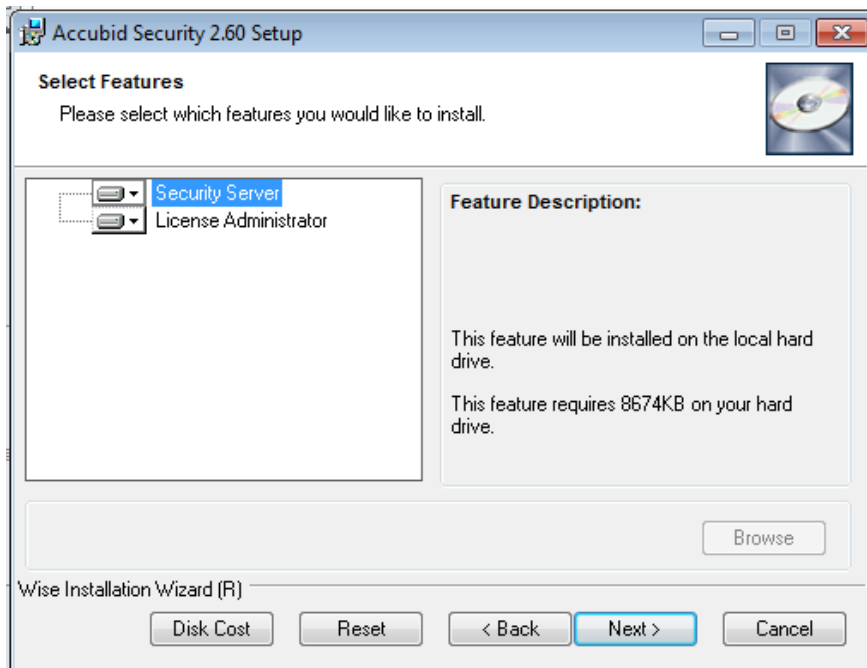 Accubid Security 2.60 Setup
Select Features
Please select which features you would like to install.
Security Server
License Administrator
Feature Description:
This feature will be installed on the local hard
drive.
This feature requires 8674KB on your hard
drive.
Browse
Wise Installation Wizard (R)
Disk Cost
Reset
< Back
Next >
Cancel